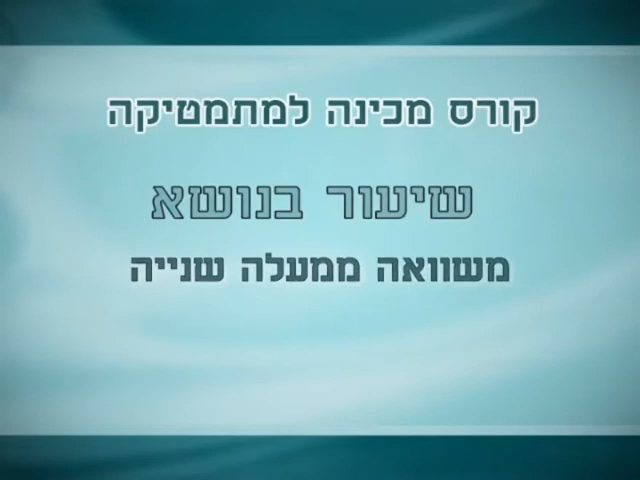 קורס מכינה למתמטיקה
שיעור בנושא
משוואה ממעלה שנייה